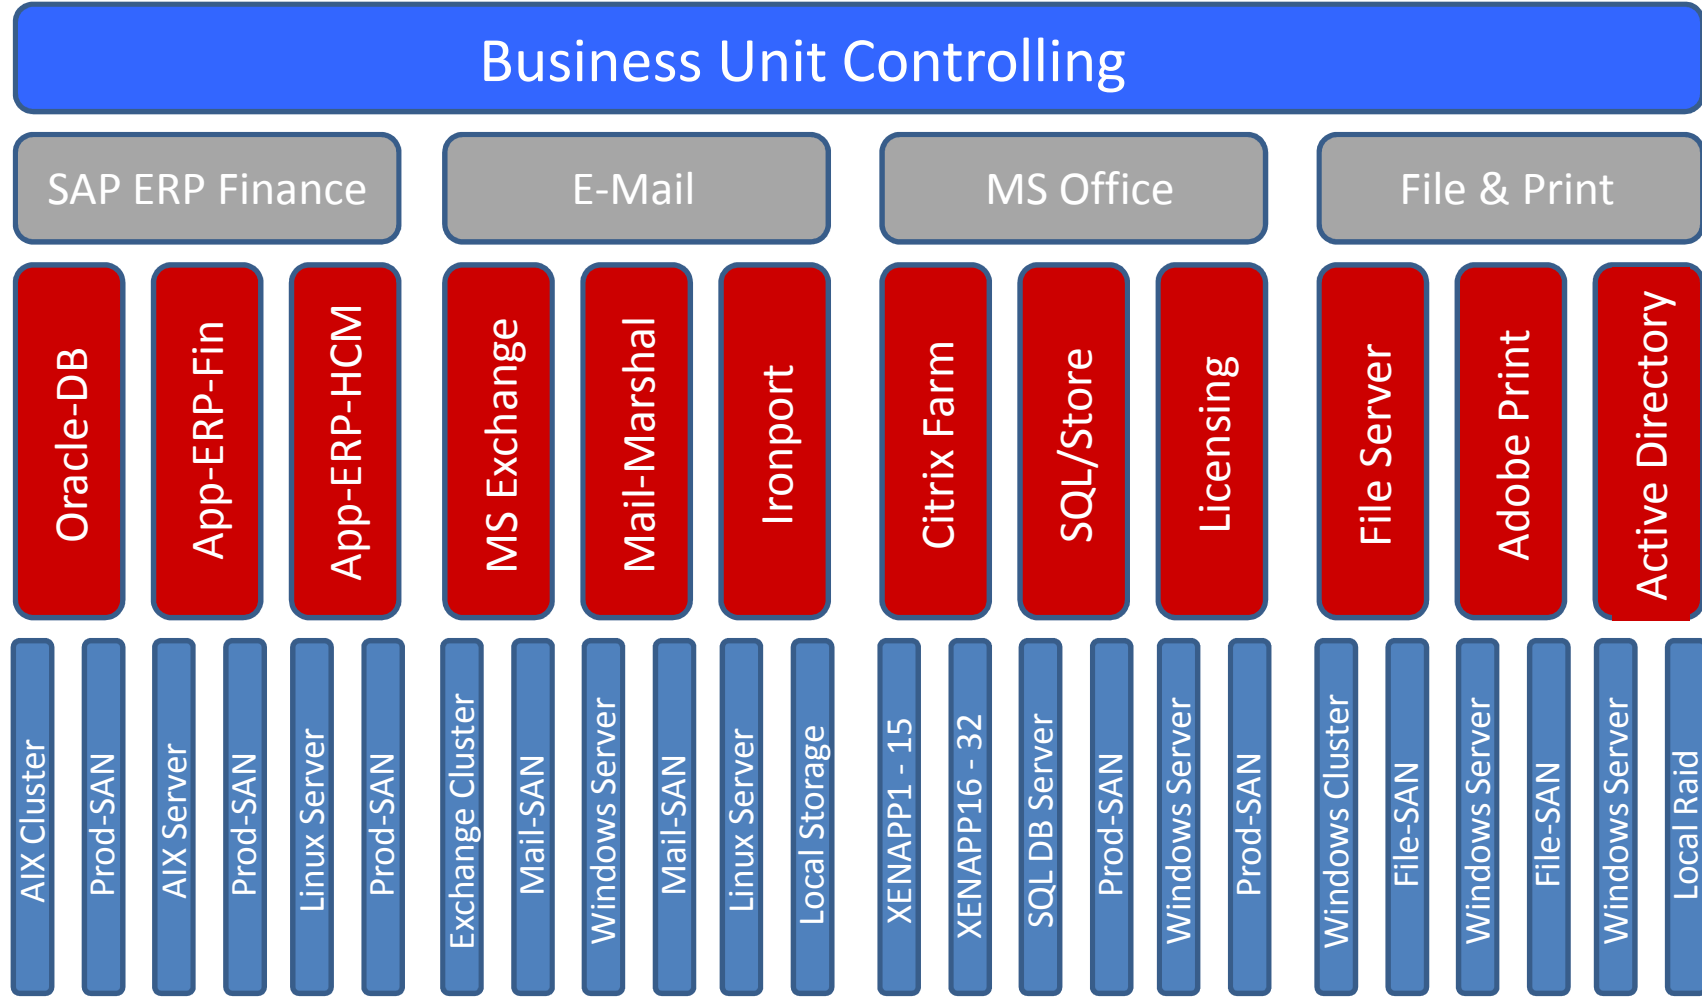 Business Unit Controlling
SAP ERP Finance
E-Mail
MS Office
File & Print
Oracle-DB
App-ERP-Fin
App-ERP-HCM
MS Exchange
Mail-Marshal
Ironport
Citrix Farm
SQL/Store
Licensing
File Server
Adobe Print
Active Directory
AIX Cluster
Prod-SAN
AIX Server
Prod-SAN
Linux Server
Prod-SAN
Exchange Cluster
Mail-SAN
Windows Server
Mail-SAN
Linux Server
Local Storage
XENAPP1 - 15
XENAPP16 - 32
SQL DB Server
Prod-SAN
Windows Server
Prod-SAN
Windows Cluster
File-SAN
Windows Server
File-SAN
Windows Server
Local Raid